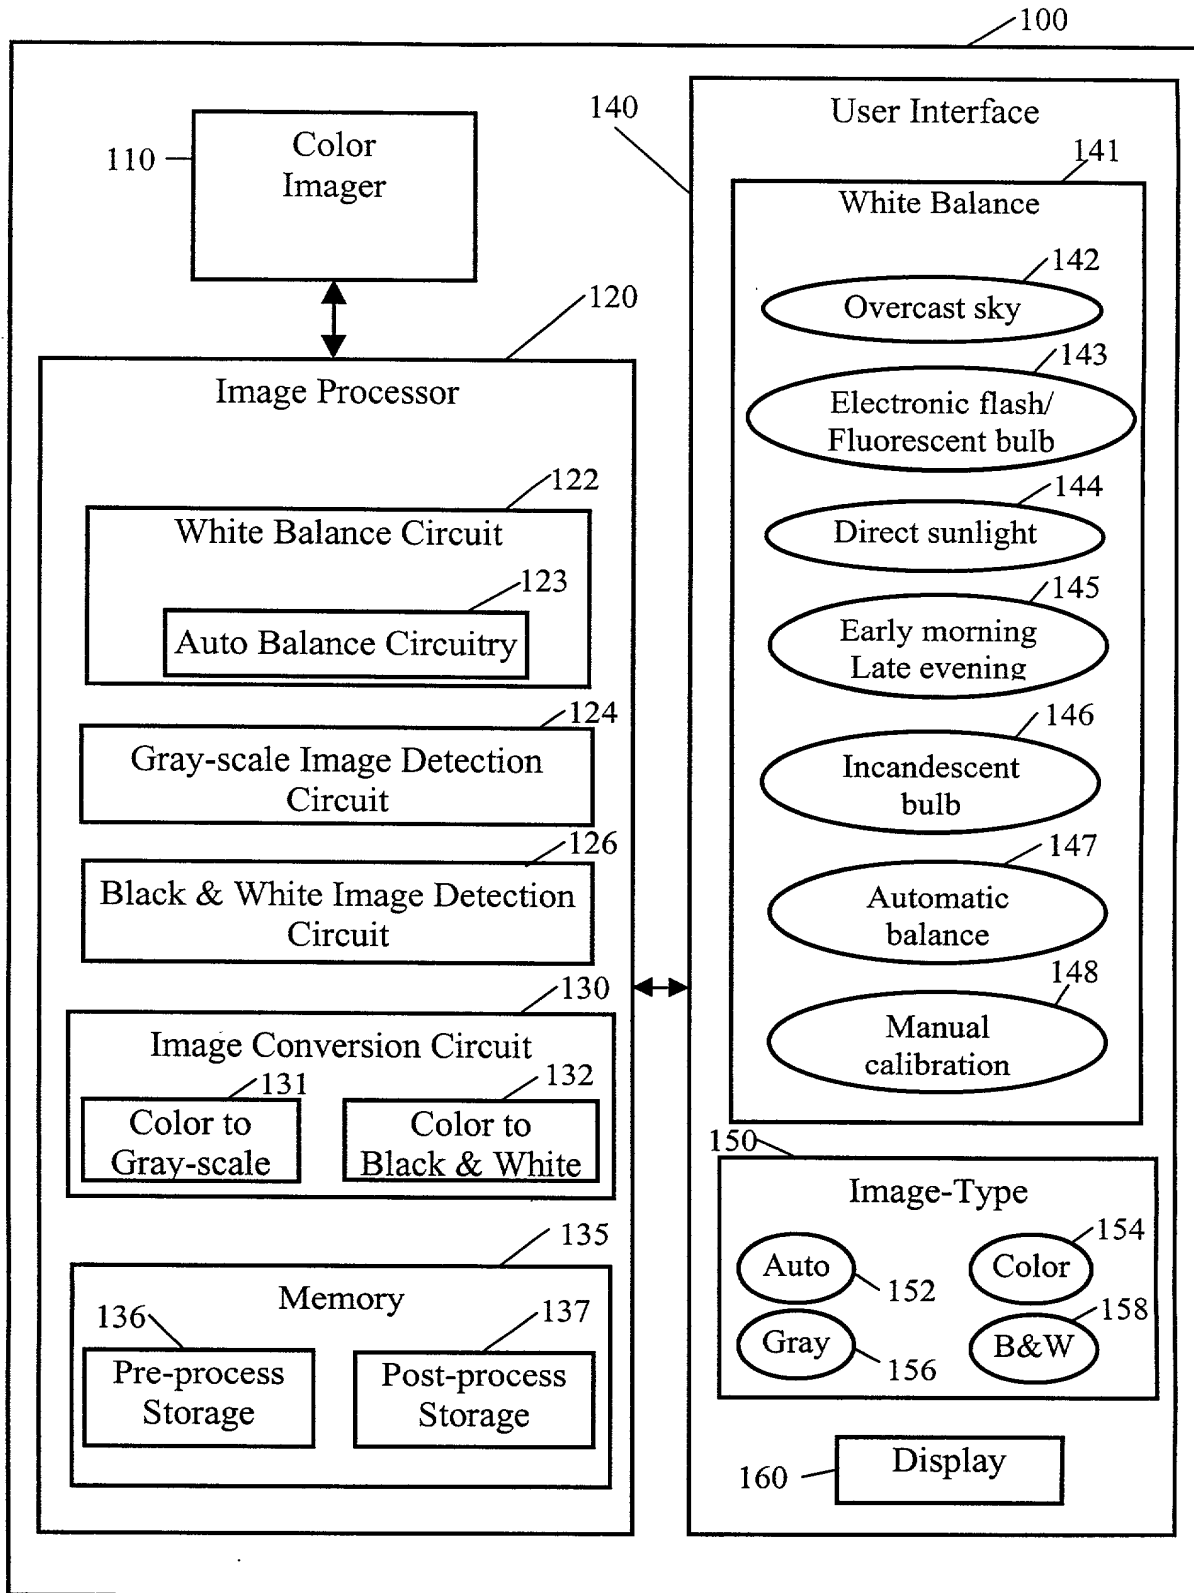 100
Color
Imager
110
120
Image Processor
122
White Balance Circuit
123
Auto Balance Circuitry
124
Gray-scale Image Detection
Circuit
126
Black & White Image Detection
Circuit
130
Image Conversion Circuit
131
Color to
Gray-scale
132
Color to
Black & White
135
Memory
136
Pre-process
Storage
137
Post-process
Storage
140
User Interface
141
White Balance
142
Overcast sky
143
Electronic flash/
Fluorescent bulb
144
Direct sunlight
145
Early morning
Late evening
146
Incandescent
bulb
147
Automatic
balance
148
Manual
calibration
150
Image-Type
Auto
152
Color
154
Gray
156
B&W
158
160
Display